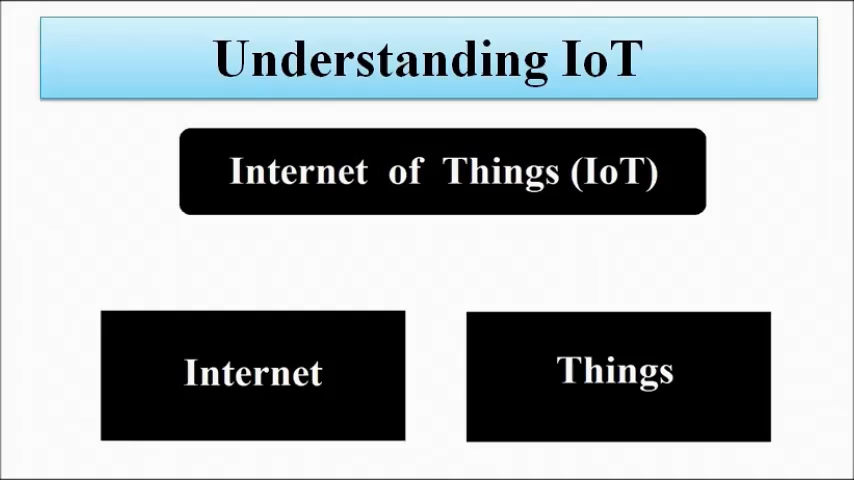 Understanding IoT
Internet of Things (IoT)
Internet
Things